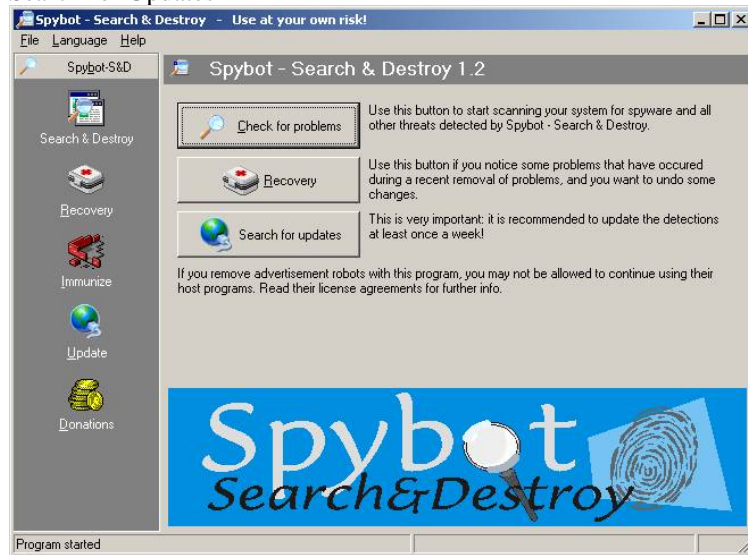 Spybot - Search & Destroy - Use at your own risk!
File Language Help
Spybot-S&D
Spybot - Search & Destroy 1.2
Search & Destroy
Recovery
Immunize
Update
Donations
Check for problems
Use this button to start scanning your system for spyware and all
other threats detected by Spybot - Search & Destroy.
Recovery
Use this button if you notice some problems that have occured
during a recent removal of problems, and you want to undo some
changes.
Search for updates
This is very important: it is recommended to update the detections
at least once a week!
If you remove advertisement robots with this program, you may not be allowed to continue using their
host programs. Read their license agreements for further info.
Spybot
Search&Destroy
Program started